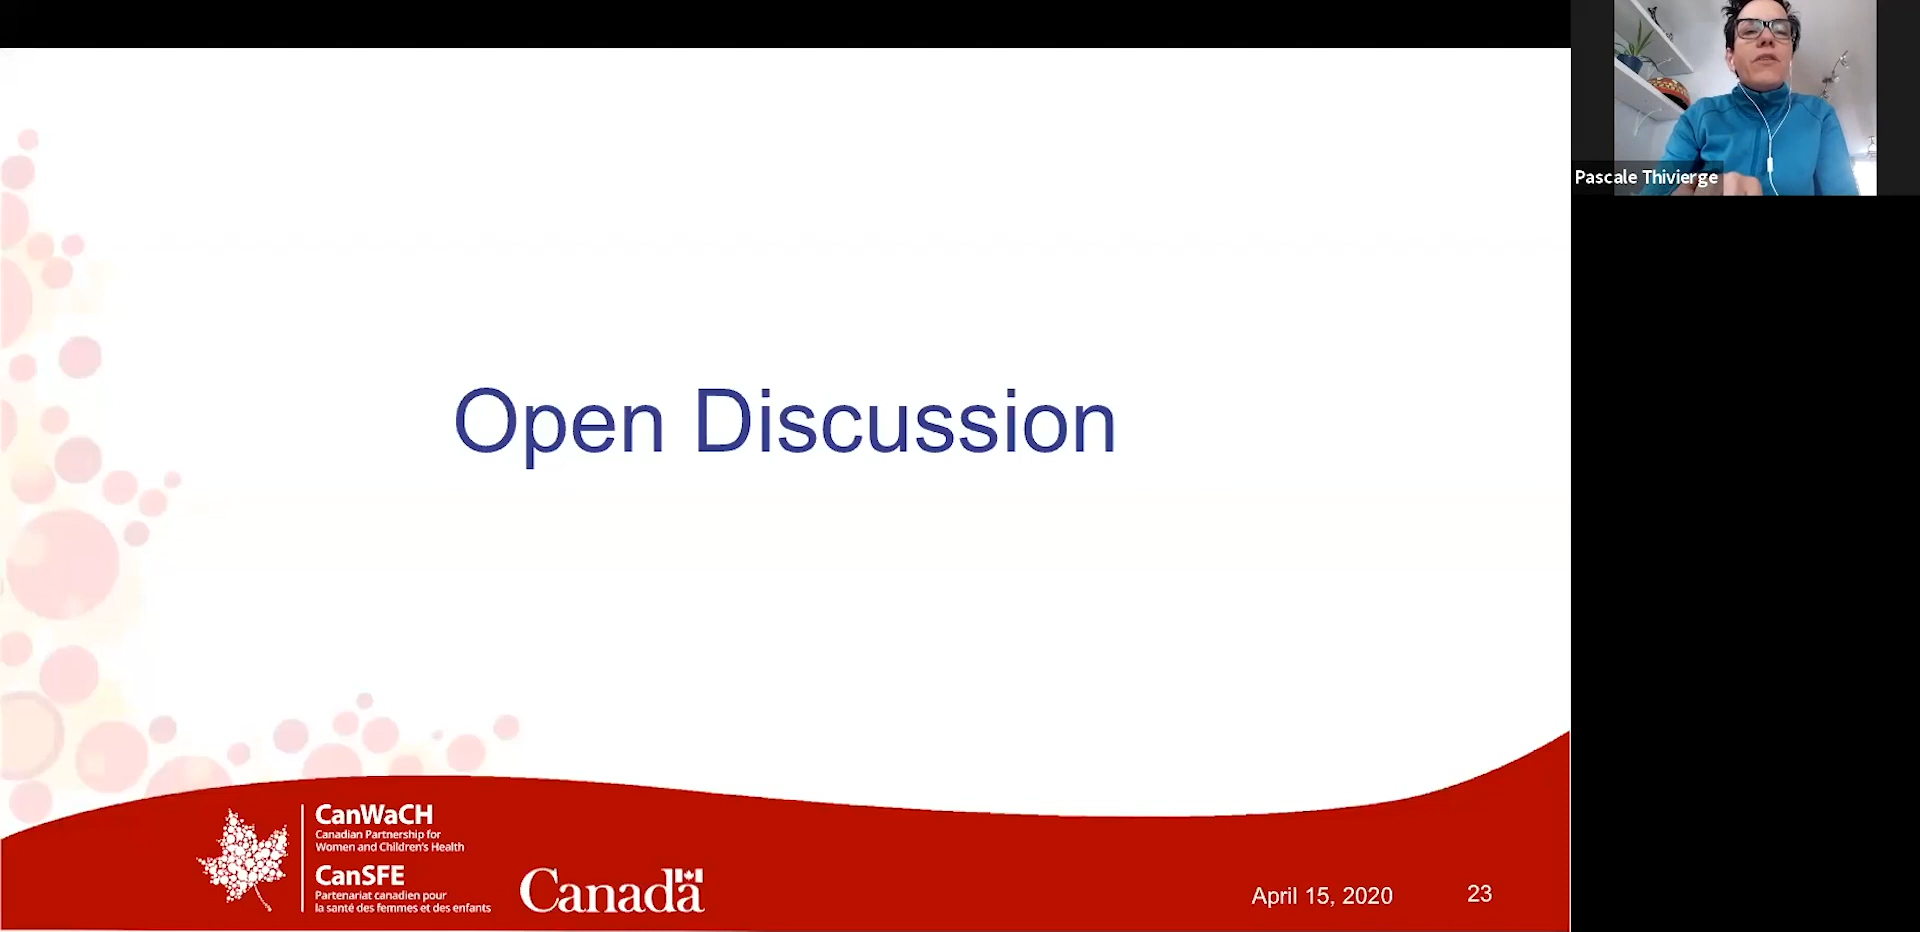 Pascale Thivierge
Open Discussion
CanWaCH
Canadian Partnership for
Women and Children's Health
CanSFE
Partenariat canadien pour
la santé des femmes et des enfants
Canada
April 15, 2020
23